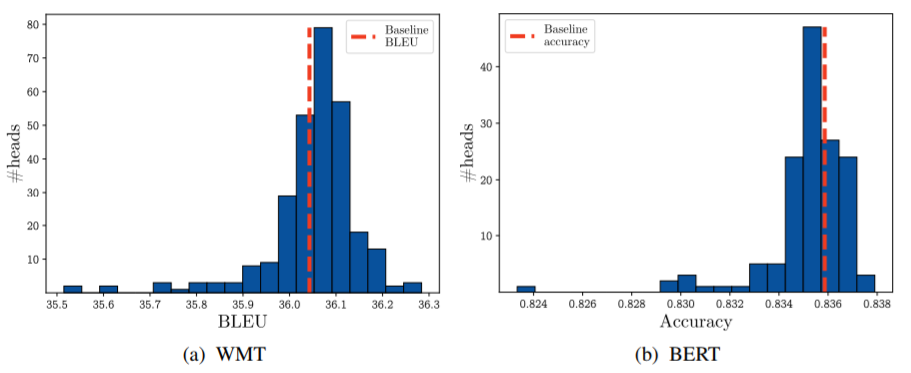 80
70
60
50
40
30
20
10
#heads
Baseline
BLEU
35.5 35.6 35.7 35.8 35.9 36.0 36.1 36.2 36.3
BLEU
(a) WMT
40
30
20
10
#heads
Baseline
accuracy
0.824 0.826 0.828 0.830 0.832 0.834 0.836 0.838
Accuracy
(b) BERT